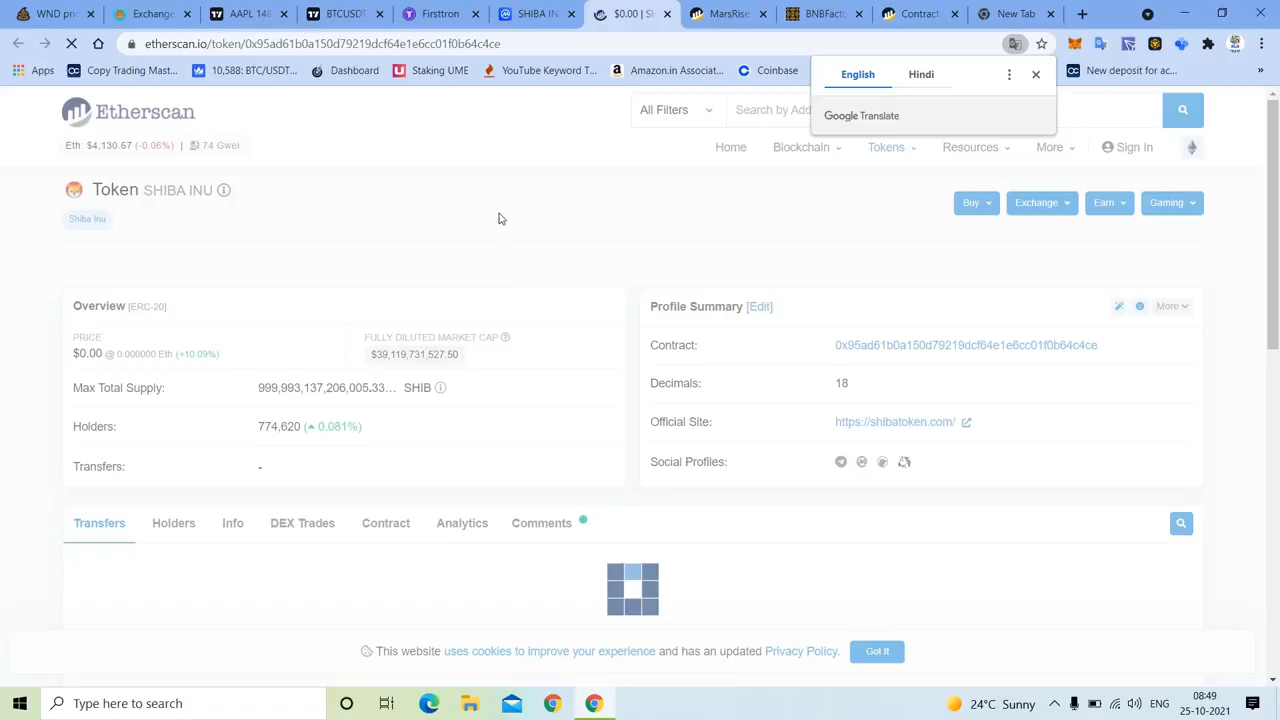 AAPL 148
BTCUSDT
SHIBA IN
$0.00 | SH
MarsRise
BNBFacto
Contract
New Tab
etherscan.io/token/0x95ad61b0a150d79219dcf64e1e6cc01f0b64c4ce
Apps
Copy Trading Mast...
10,588: BTC/USDT...
Dashboard
Staking UME
YouTube Keyword T...
Amazon.in Associat...
Coinbase
New deposit addres...
»
English
Hindi
Google Translate
Etherscan
All Filters
Search by Add
Eth: $4,130.67 (-0.06%) | 74 Gwei
Home
Blockchain
Tokens
Resources
More
Sign In
Token SHIBA INU
Shiba Inu
Buy
Exchange
Earn
Gaming
Overview [ERC-20]
PRICE
$0.00 @ 0.000000 Eth (+10.09%)
FULLY DILUTED MARKET CAP
$39,119,731,527.50
Max Total Supply:
999,993,137,206,005.33... SHIB
Holders:
774,620 (0.081%)
Transfers:
-
Profile Summary [Edit]
More
Contract:
0x95ad61b0a150d79219dcf64e1e6cc01f0b64c4ce
Decimals:
18
Official Site:
https://shibatoken.com/
Social Profiles:
Transfers
Holders
Info
DEX Trades
Contract
Analytics
Comments
This website uses cookies to improve your experience and has an updated Privacy Policy.
Got It
Type here to search
24°C Sunny
ENG
08:49
25-10-2021